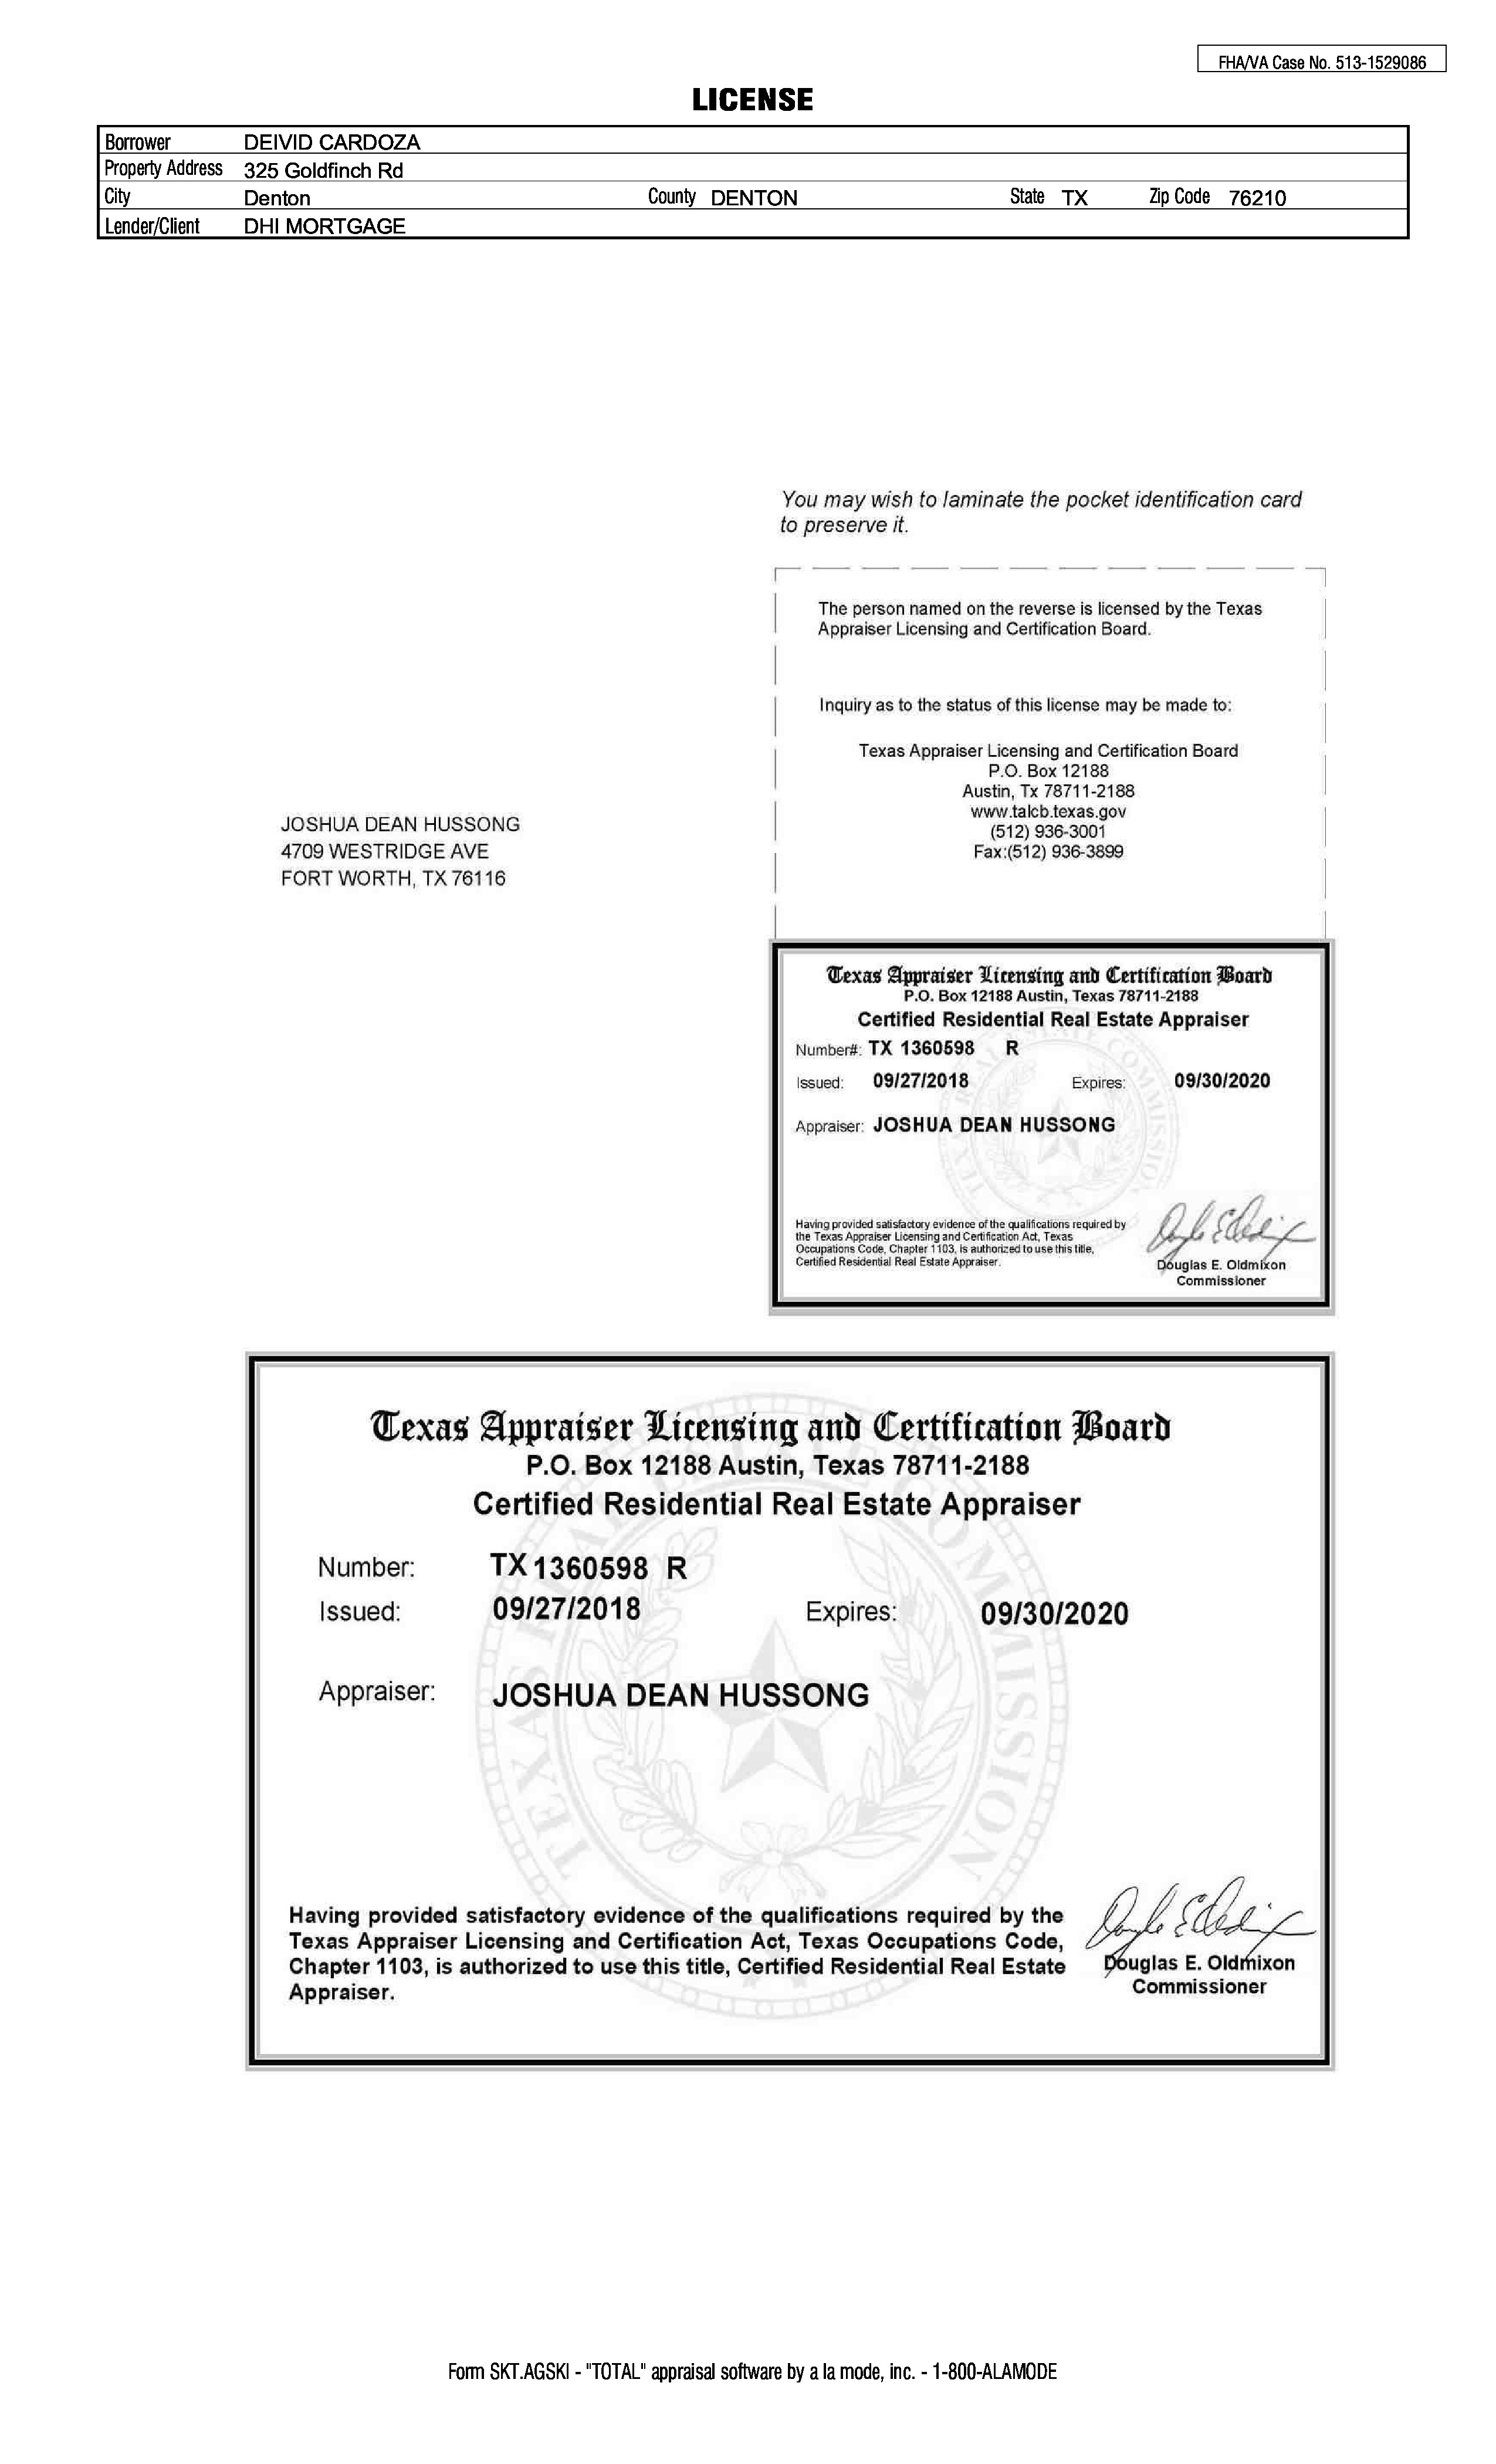 FHA/VA Case No. 513-1529086
LICENSE
Borrower DEIVID CARDOZA
Property Address 325 Goldfinch Rd
City Denton County DENTON State TX Zip Code 76210
Lender/Client DHI MORTGAGE
You may wish to laminate the pocket identification card
to preserve it.
The person named on the reverse is licensed by the Texas
Appraiser Licensing and Certification Board.
Inquiry as to the status of this license may be made to:
Texas Appraiser Licensing and Certification Board
P.O. Box 12188
Austin, Tx 78711-2188
www.talcb.texas.gov
(512) 936-3001
Fax:(512) 936-3899
JOSHUA DEAN HUSSONG
4709 WESTRIDGE AVE
FORT WORTH, TX 76116
Texas Appraiser Licensing and Certification Board
P.O. Box 12188 Austin, Texas 78711-2188
Certified Residential Real Estate Appraiser
Number#: TX 1360598 R
Issued: 09/27/2018 Expires: 09/30/2020
Appraiser: JOSHUA DEAN HUSSONG
TEXAS REAL ESTATE COMMISSION
Having provided satisfactory evidence of the qualifications required by
the Texas Appraiser Licensing and Certification Act, Texas
Occupations Code, Chapter 1103, is authorized to use this title,
Certified Residential Real Estate Appraiser.
Douglas E. Oldmixon
Commissioner
Texas Appraiser Licensing and Certification Board
P.O. Box 12188 Austin, Texas 78711-2188
Certified Residential Real Estate Appraiser
Number: TX 1360598 R
Issued: 09/27/2018 Expires: 09/30/2020
Appraiser: JOSHUA DEAN HUSSONG
TEXAS REAL ESTATE COMMISSION
Having provided satisfactory evidence of the qualifications required by the
Texas Appraiser Licensing and Certification Act, Texas Occupations Code,
Chapter 1103, is authorized to use this title, Certified Residential Real Estate
Appraiser.
Douglas E. Oldmixon
Commissioner
Form SKT.AGSKI - "TOTAL" appraisal software by a la mode, inc. - 1-800-ALAMODE